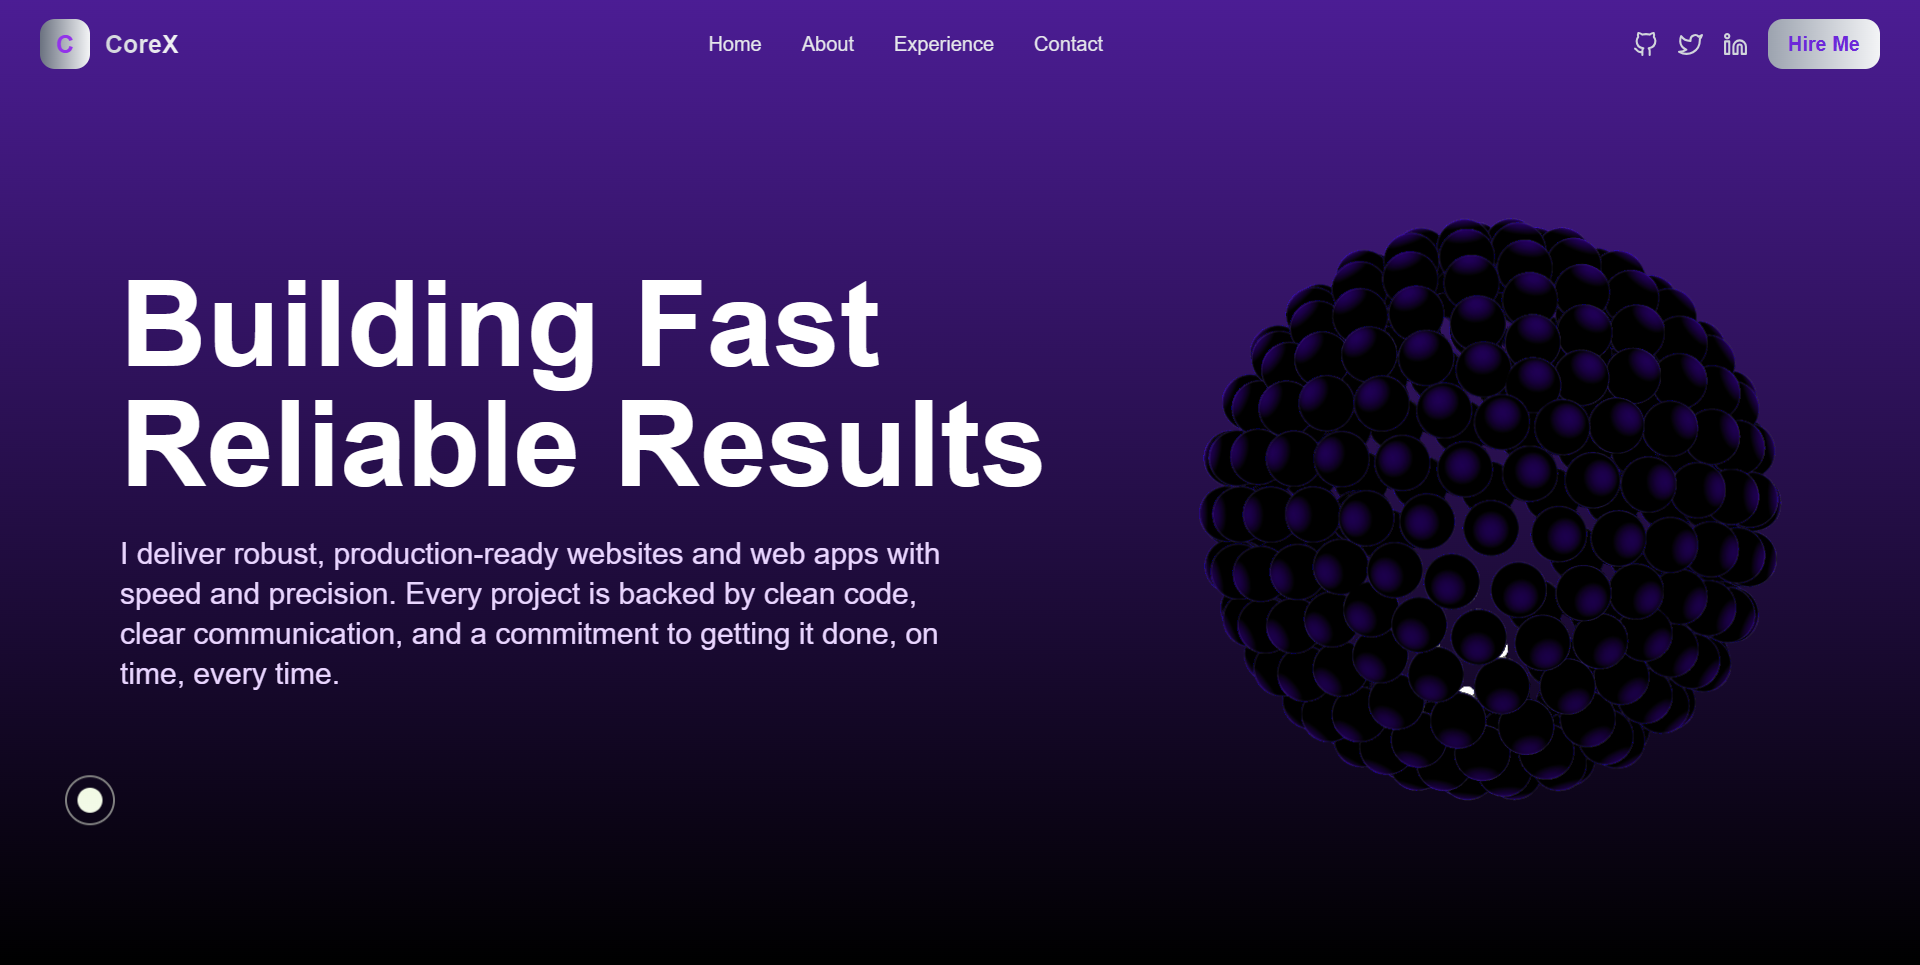 C CoreX
Home About Experience Contact
Hire Me
Building Fast
Reliable Results
I deliver robust, production-ready websites and web apps with
speed and precision. Every project is backed by clean code,
clear communication, and a commitment to getting it done, on
time, every time.